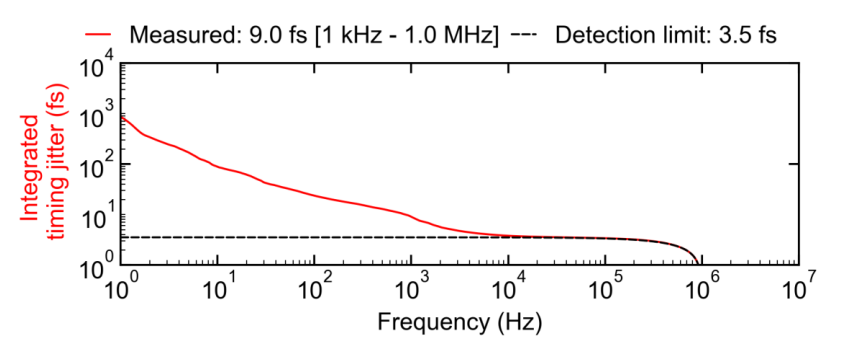 Measured: 9.0 fs [1 kHz - 1.0 MHz] Detection limit: 3.5 fs
Integrated
timing jitter (fs)
10^4
10^3
10^2
10^1
10^0
10^0 10^1 10^2 10^3 10^4 10^5 10^6 10^7
Frequency (Hz)